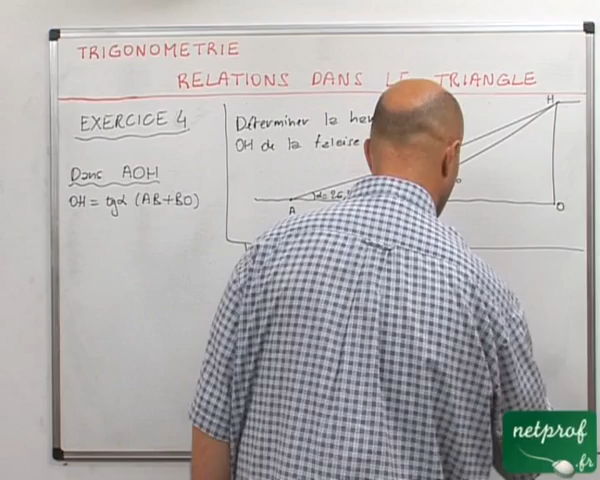 TRIGONOMETRIE
RELATIONS DANS LE TRIANGLE
EXERCICE 4
Déterminer la
OH de la falaise
Dans AOH
OH = tgα (AB+BO)
H
A
O
netprof
.fr